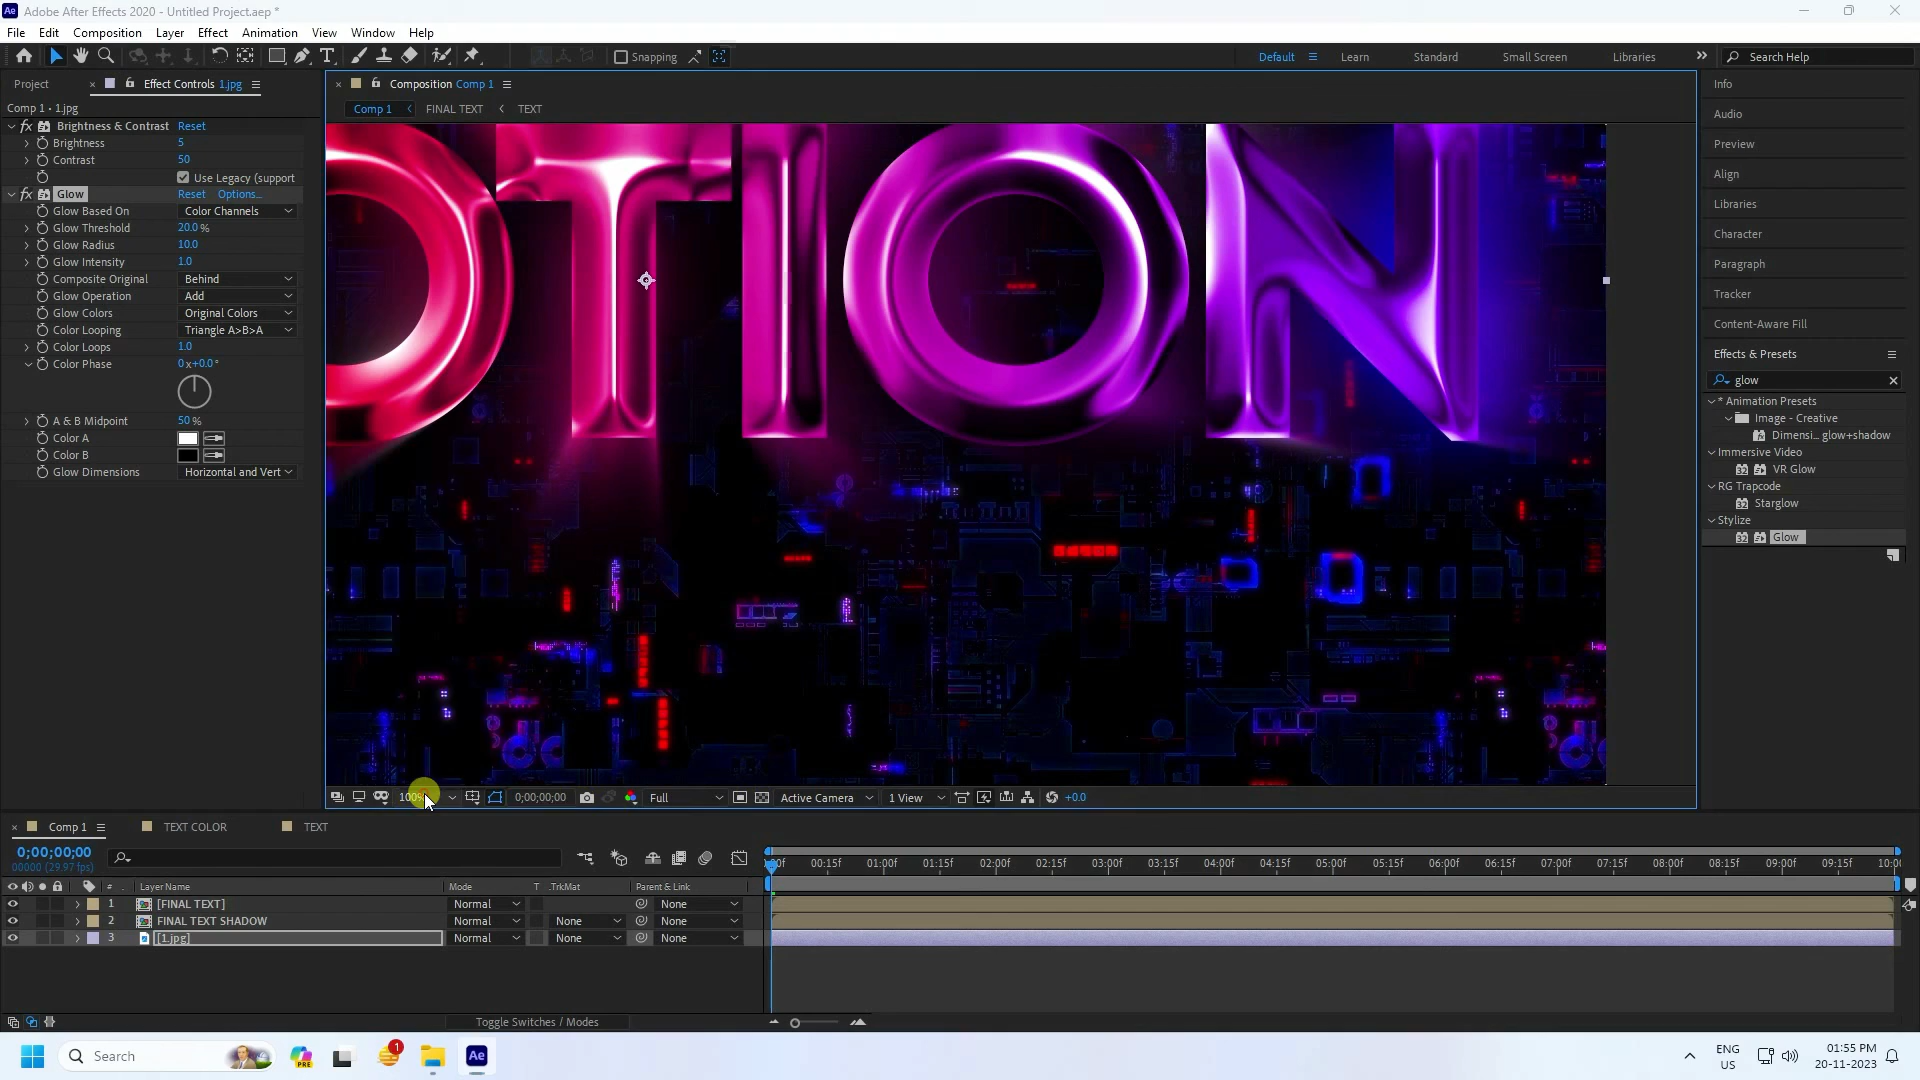 Adobe After Effects 2020 - Untitled Project.aep *
File Edit Composition Layer Effect Animation View Window Help
Snapping
Default Learn Standard Small Screen Libraries
Search Help
Project
Effect Controls 1.jpg
Comp 1 • 1.jpg
fx Brightness & Contrast Reset
Brightness 5
Contrast 50
Use Legacy (support
fx Glow Reset Options...
Glow Based On Color Channels
Glow Threshold 20.0 %
Glow Radius 10.0
Glow Intensity 1.0
Composite Original Behind
Glow Operation Add
Glow Colors Original Colors
Color Looping Triangle A>B>A
Color Loops 1.0
Color Phase 0 x+0.0 °
A & B Midpoint 50 %
Color A
Color B
Glow Dimensions Horizontal and Vert
Composition Comp 1
Comp 1 FINAL TEXT TEXT
OTION
100% 0;00;00;00 Full Active Camera 1 View +0.0
Info
Audio
Preview
Align
Libraries
Character
Paragraph
Tracker
Content-Aware Fill
Effects & Presets
glow
* Animation Presets
Image - Creative
Dimensi... glow+shadow
Immersive Video
VR Glow
RG Trapcode
Starglow
Stylize
Glow
Comp 1 TEXT COLOR TEXT
0;00;00;00
00000 (29.97 fps)
00:15f 01:00f 01:15f 02:00f 02:15f 03:00f 03:15f 04:00f 04:15f 05:00f 05:15f 06:00f 06:15f 07:00f 07:15f 08:00f 08:15f 09:00f 09:15f
# Layer Name Mode T .TrkMat Parent & Link
1 [FINAL TEXT] Normal None
2 FINAL TEXT SHADOW Normal None None
3 [1.jpg] Normal None None
Toggle Switches / Modes
Search
PRE
1
Ae
ENG
US
01:55 PM
20-11-2023